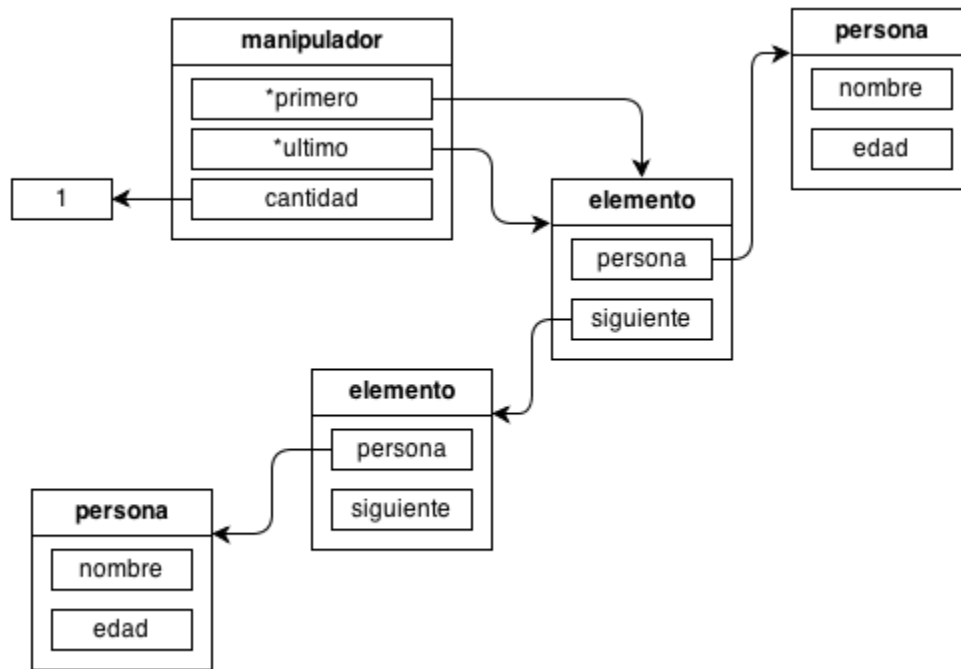 manipulador
*primero
*ultimo
cantidad
1
persona
nombre
edad
elemento
persona
siguiente
elemento
persona
siguiente
persona
nombre
edad